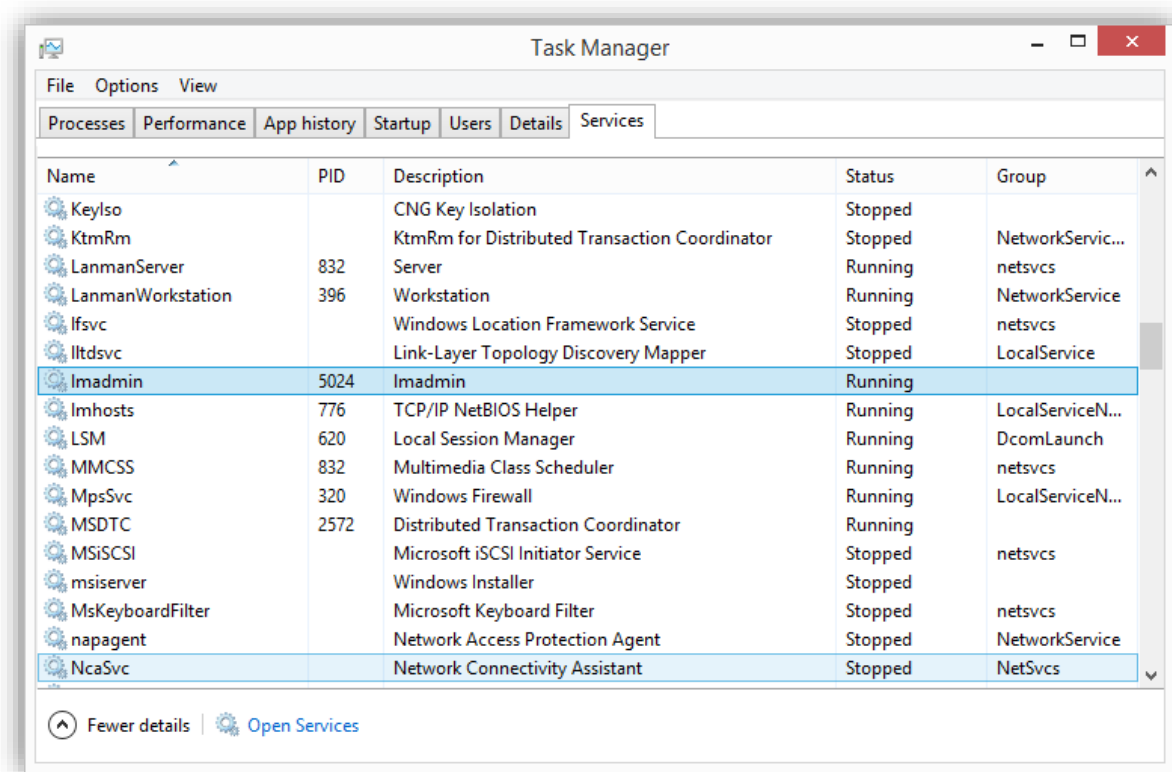 Task Manager
File Options View
Processes Performance App history Startup Users Details Services
Name PID Description Status Group
KeyIso CNG Key Isolation Stopped
KtmRm KtmRm for Distributed Transaction Coordinator Stopped NetworkServic...
LanmanServer 832 Server Running netsvcs
LanmanWorkstation 396 Workstation Running NetworkService
lfsvc Windows Location Framework Service Stopped netsvcs
lltdsvc Link-Layer Topology Discovery Mapper Stopped LocalService
lmadmin 5024 lmadmin Running
lmhosts 776 TCP/IP NetBIOS Helper Running LocalServiceN...
LSM 620 Local Session Manager Running DcomLaunch
MMCSS 832 Multimedia Class Scheduler Running netsvcs
MpsSvc 320 Windows Firewall Running LocalServiceN...
MSDTC 2572 Distributed Transaction Coordinator Running
MSiSCSI Microsoft iSCSI Initiator Service Stopped netsvcs
msiserver Windows Installer Stopped
MsKeyboardFilter Microsoft Keyboard Filter Stopped netsvcs
napagent Network Access Protection Agent Stopped NetworkService
NcaSvc Network Connectivity Assistant Stopped NetSvcs
Fewer details Open Services